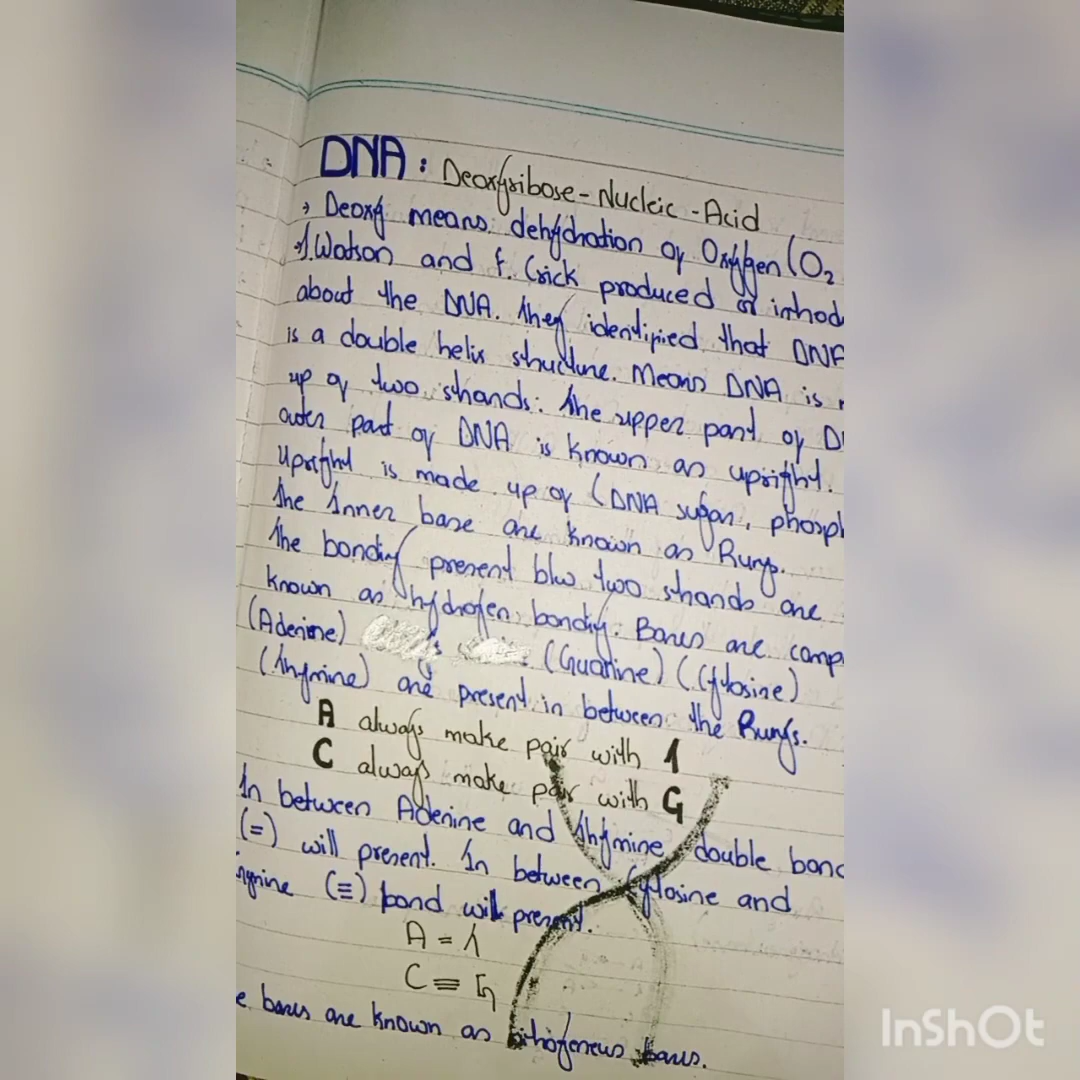 DNA : Deoxyribose - Nucleic - Acid
→ Deoxy means dehydration of Oxygen (O2
→ J. Watson and F. Crick produced or introd
about the DNA. They identified that DNA
is a double helix structure. Means DNA is
up of two strands. The upper part of D
outer part of DNA is known as upright.
Upright is made up of (DNA sugar, phosph
The Inner base are known as Rung.
The bonding present b/w two strands are
known as hydrogen bonding. Bases are comp
(Adenine) (Guanine) (Cytosine)
(Thymine) are present in between the Rungs.
A always make pair with T
C always make pair with G
In between Adenine and Thymine, double bond
(=) will present. In between Cytosine and
(≡) bond will present.
A = T
C ≡ G
bases are known as bases.
InShOt